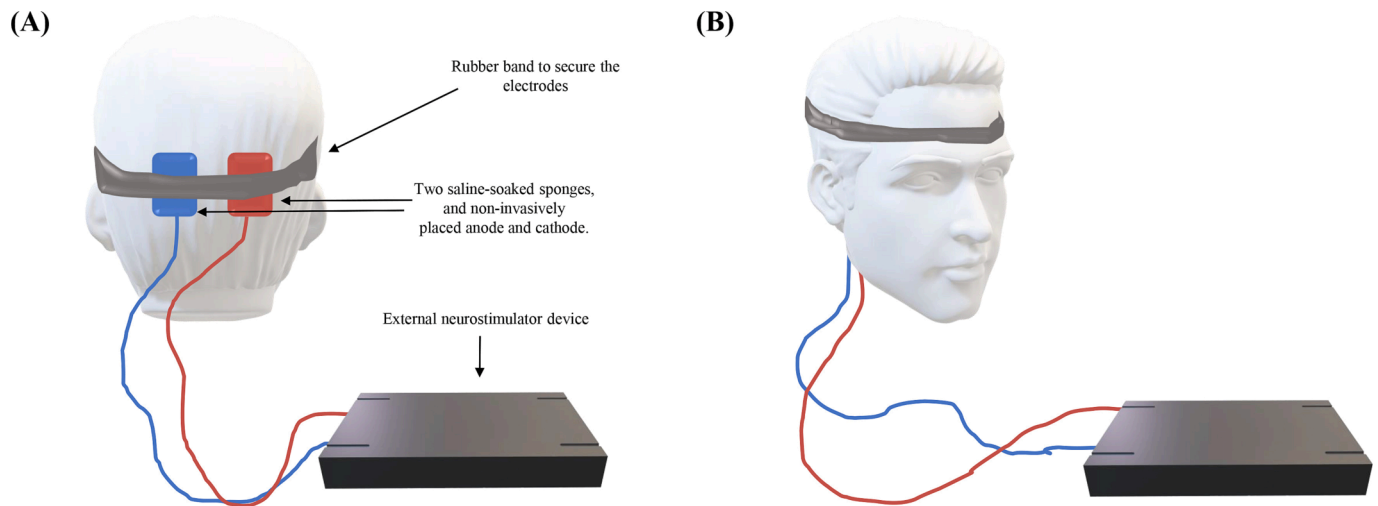 (A)
Rubber band to secure the
electrodes
Two saline-soaked sponges,
and non-invasively
placed anode and cathode.
External neurostimulator device
(B)